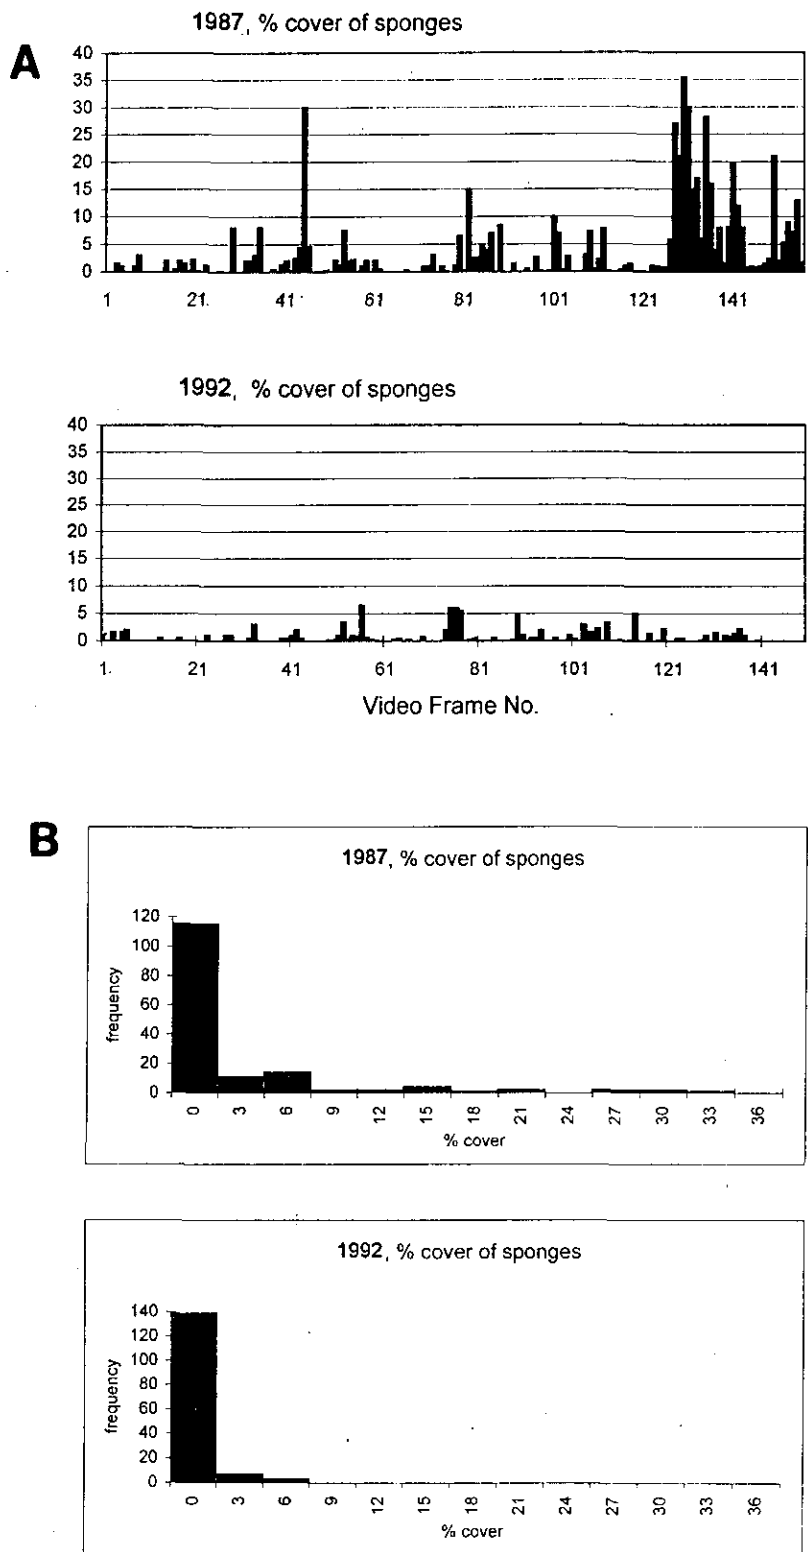 A
1987, % cover of sponges
40
35
30
25
20
15
10
5
0
1 21 41 61 81 101 121 141
1992, % cover of sponges
40
35
30
25
20
15
10
5
0
1 21 41 61 81 101 121 141
Video Frame No.
B
1987, % cover of sponges
frequency
120
100
80
60
40
20
0
0 3 6 9 12 15 18 21 24 27 30 33 36
% cover
1992, % cover of sponges
frequency
140
120
100
80
60
40
20
0
0 3 6 9 12 15 18 21 24 27 30 33 36
% cover